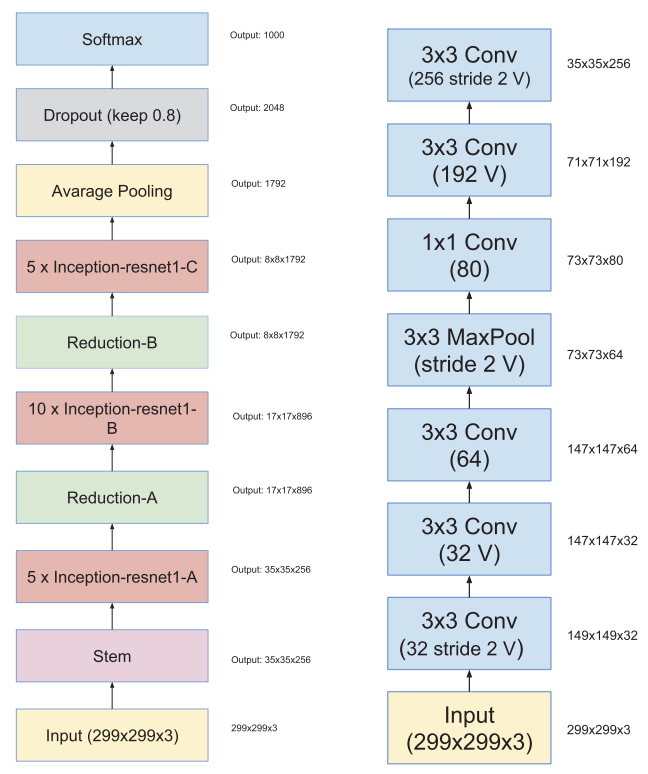 Softmax
Output: 1000
Dropout (keep 0.8)
Output: 2048
Avarage Pooling
Output: 1792
5 x Inception-resnet1-C
Output: 8x8x1792
Reduction-B
Output: 8x8x1792
10 x Inception-resnet1-
B
Output: 17x17x896
Reduction-A
Output: 17x17x896
5 x Inception-resnet1-A
Output: 35x35x256
Stem
Output: 35x35x256
Input (299x299x3)
299x299x3
3x3 Conv
(256 stride 2 V)
35x35x256
3x3 Conv
(192 V)
71x71x192
1x1 Conv
(80)
73x73x80
3x3 MaxPool
(stride 2 V)
73x73x64
3x3 Conv
(64)
147x147x64
3x3 Conv
(32 V)
147x147x32
3x3 Conv
(32 stride 2 V)
149x149x32
Input
(299x299x3)
299x299x3